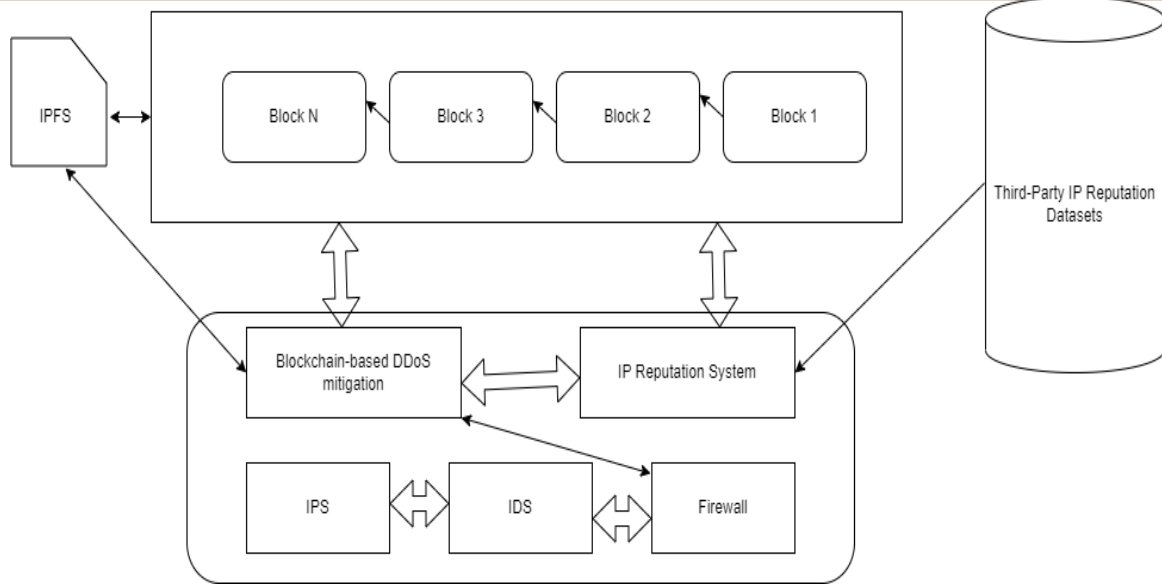 IPFS
Block N
Block 3
Block 2
Block 1
Third-Party IP Reputation
Datasets
Blockchain-based DDoS
mitigation
IP Reputation System
IPS
IDS
Firewall